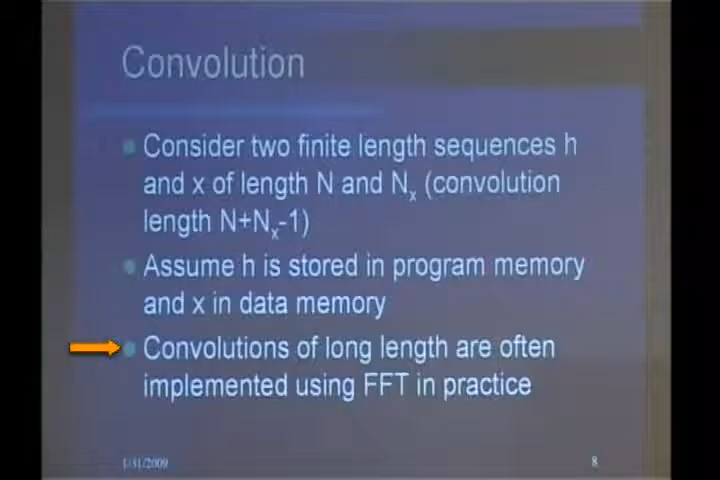 Convolution
Consider two finite length sequences h
and x of length N and Nx (convolution
length N+Nx-1)
Assume h is stored in program memory
and x in data memory
Convolutions of long length are often
implemented using FFT in practice
1/31/2009
8